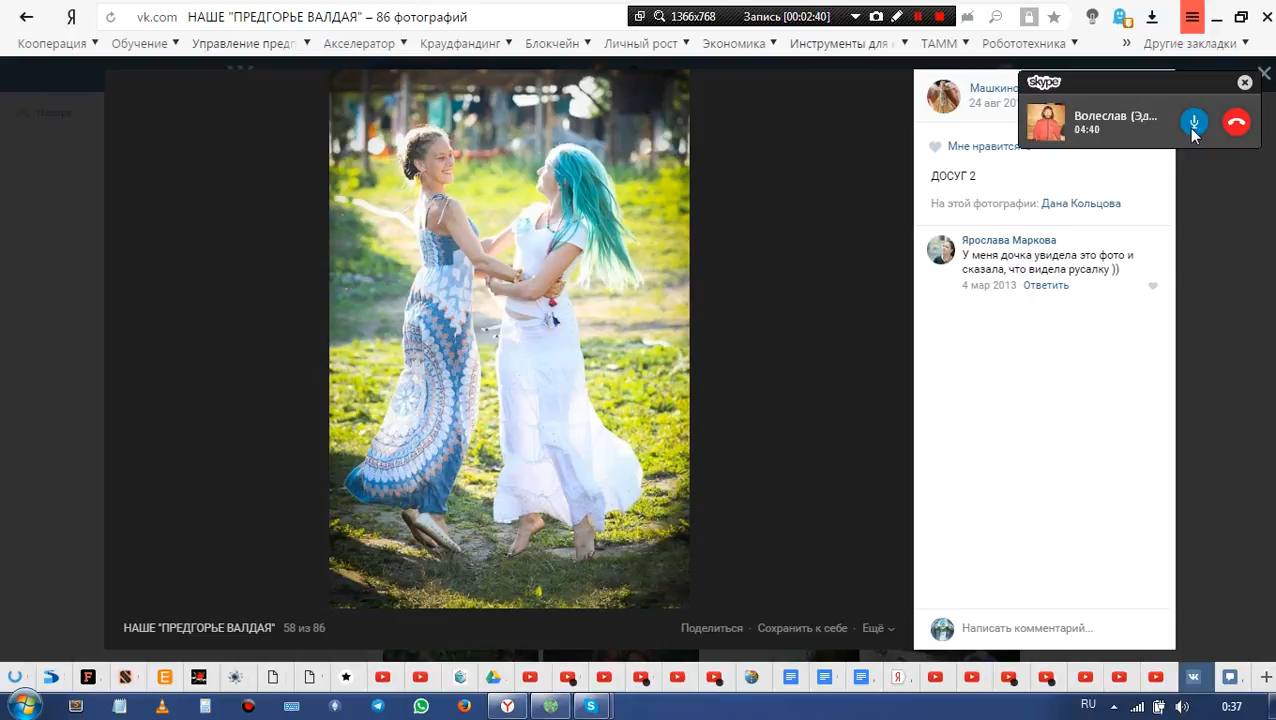 vk.com НАШЕ "ПРЕДГОРЬЕ ВАЛДАЯ" – 86 фотографий
1366x768 Запись [00:02:40]
Кооперация Обучение Управление предп Акселератор Краудфандинг Блокчейн Личный рост Экономика Инструменты для ТАММ Робототехника » Другие закладки
skype
Волеслав (Эд...
04:40
24 авг 20
Мне нравится
ДОСУГ 2
На этой фотографии: Дана Кольцова
Ярослава Маркова
У меня дочка увидела это фото и
сказала, что видела русалку ))
4 мар 2013 Ответить
НАШЕ "ПРЕДГОРЬЕ ВАЛДАЯ" 58 из 86
Поделиться · Сохранить к себе · Ещё
Написать комментарий...
RU 0:37